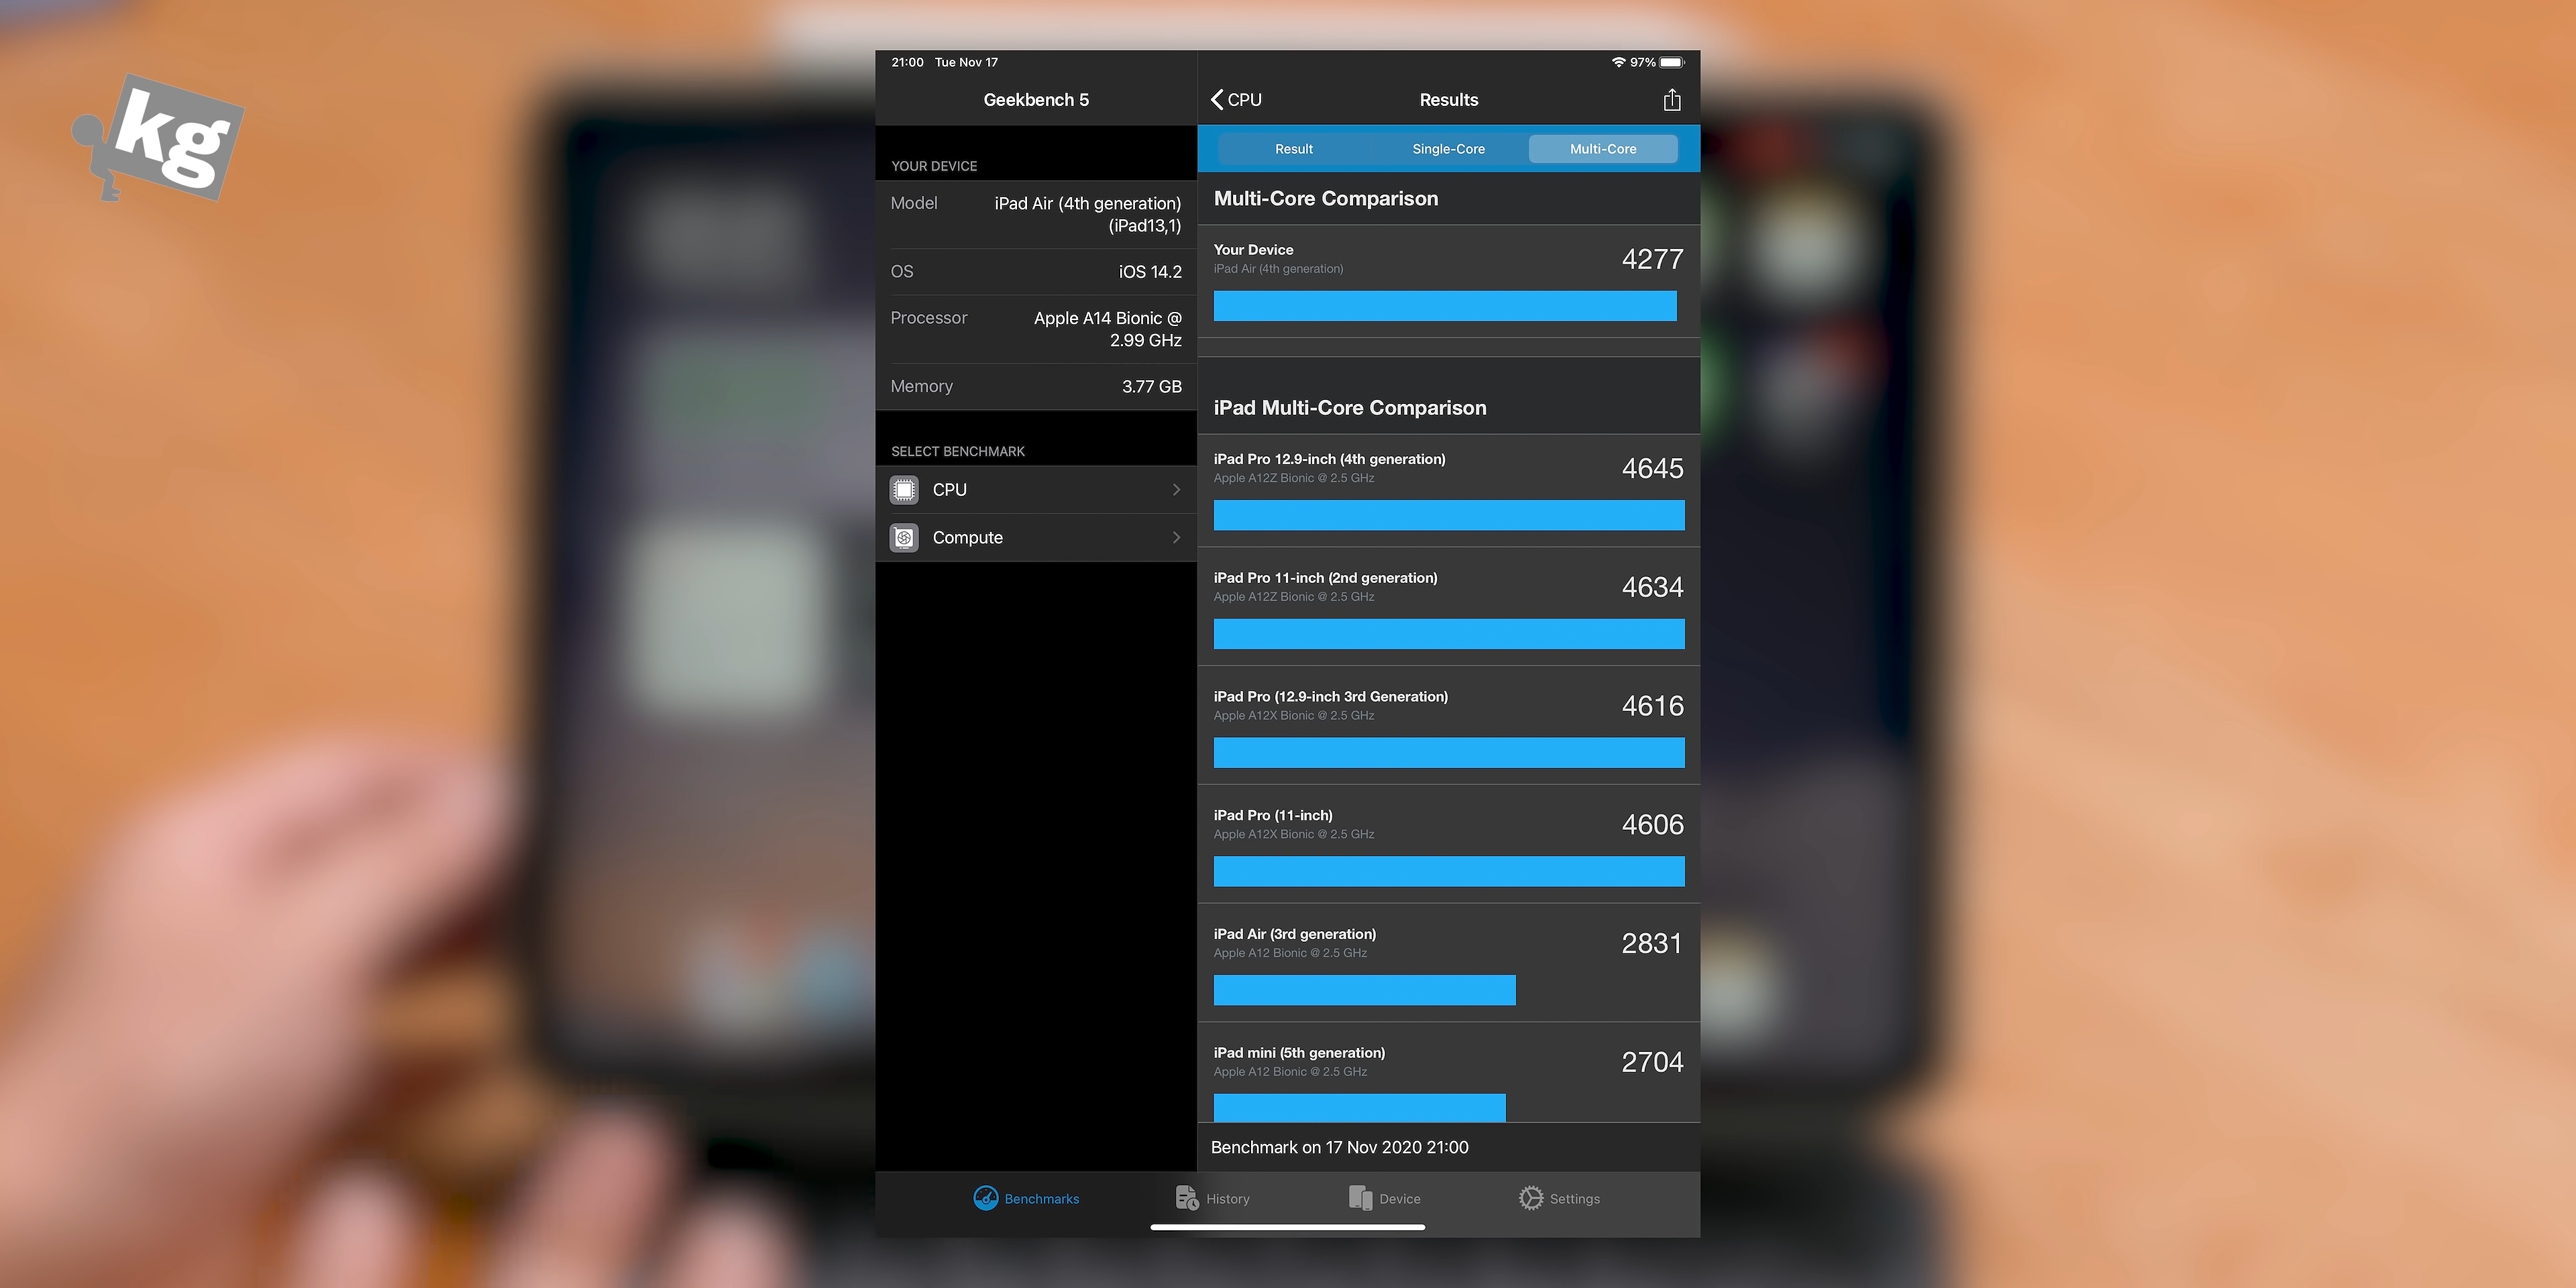 kg
21:00 Tue Nov 17
97%
Geekbench 5
CPU
Results
Result
Single-Core
Multi-Core
YOUR DEVICE
Model
iPad Air (4th generation)
(iPad13,1)
OS
iOS 14.2
Processor
Apple A14 Bionic @
2.99 GHz
Memory
3.77 GB
SELECT BENCHMARK
CPU
Compute
Multi-Core Comparison
Your Device
4277
iPad Air (4th generation)
iPad Multi-Core Comparison
iPad Pro 12.9-inch (4th generation)
4645
Apple A12Z Bionic @ 2.5 GHz
iPad Pro 11-inch (2nd generation)
4634
Apple A12Z Bionic @ 2.5 GHz
iPad Pro (12.9-inch 3rd Generation)
4616
Apple A12X Bionic @ 2.5 GHz
iPad Pro (11-inch)
4606
Apple A12X Bionic @ 2.5 GHz
iPad Air (3rd generation)
2831
Apple A12 Bionic @ 2.5 GHz
iPad mini (5th generation)
2704
Apple A12 Bionic @ 2.5 GHz
Benchmark on 17 Nov 2020 21:00
Benchmarks
History
Device
Settings